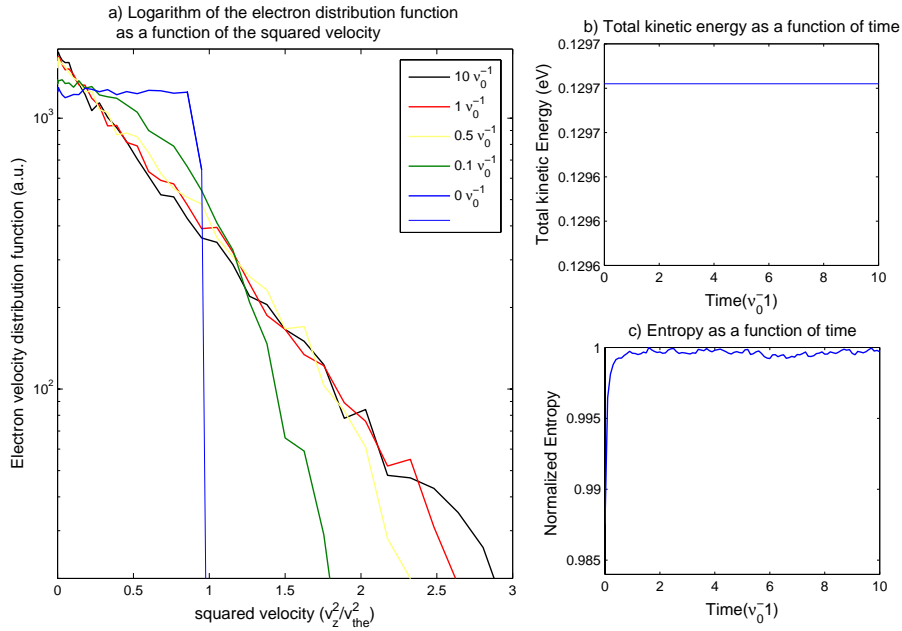 a) Logarithm of the electron distribution function
as a function of the squared velocity
Electron velocity distribution function (a.u.)
10³
10²
0
0.5
1
1.5
2
2.5
3
squared velocity (v_z²/v_the²)
10 ν₀⁻¹
1 ν₀⁻¹
0.5 ν₀⁻¹
0.1 ν₀⁻¹
0 ν₀⁻¹
b) Total kinetic energy as a function of time
Total kinetic Energy (eV)
0.1297
0.1297
0.1297
0.1296
0.1296
0.1296
0
2
4
6
8
10
Time(ν₀⁻1)
c) Entropy as a function of time
Normalized Entropy
1
0.995
0.99
0.985
0
2
4
6
8
10
Time(ν₀⁻1)